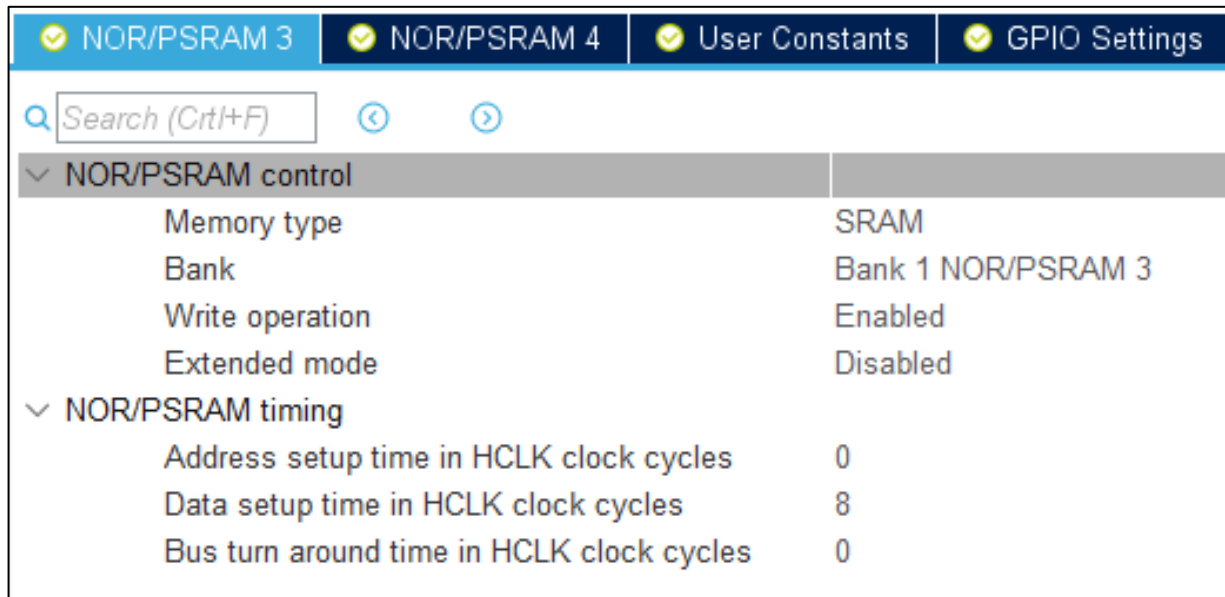 NOR/PSRAM 3 NOR/PSRAM 4 User Constants GPIO Settings
Search (Crtl+F)
NOR/PSRAM control
Memory type SRAM
Bank Bank 1 NOR/PSRAM 3
Write operation Enabled
Extended mode Disabled
NOR/PSRAM timing
Address setup time in HCLK clock cycles 0
Data setup time in HCLK clock cycles 8
Bus turn around time in HCLK clock cycles 0